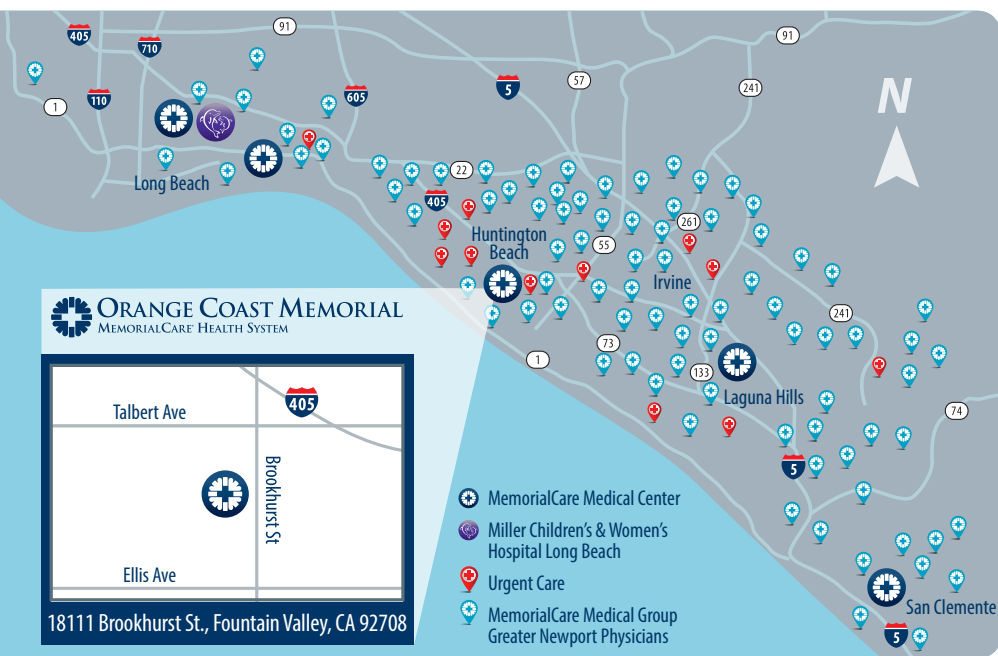 91
91
405
710
57
5
241
605
110
1
N
22
Long Beach
405
261
Huntington
Beach
55
Irvine
ORANGE COAST MEMORIAL
MEMORIALCARE® HEALTH SYSTEM
241
73
1
133
Laguna Hills
74
405
Talbert Ave
Brookhurst St
Ellis Ave
18111 Brookhurst St., Fountain Valley, CA 92708
5
MemorialCare Medical Center
Miller Children’s & Women’s
Hospital Long Beach
Urgent Care
MemorialCare Medical Group
Greater Newport Physicians
San Clemente
5